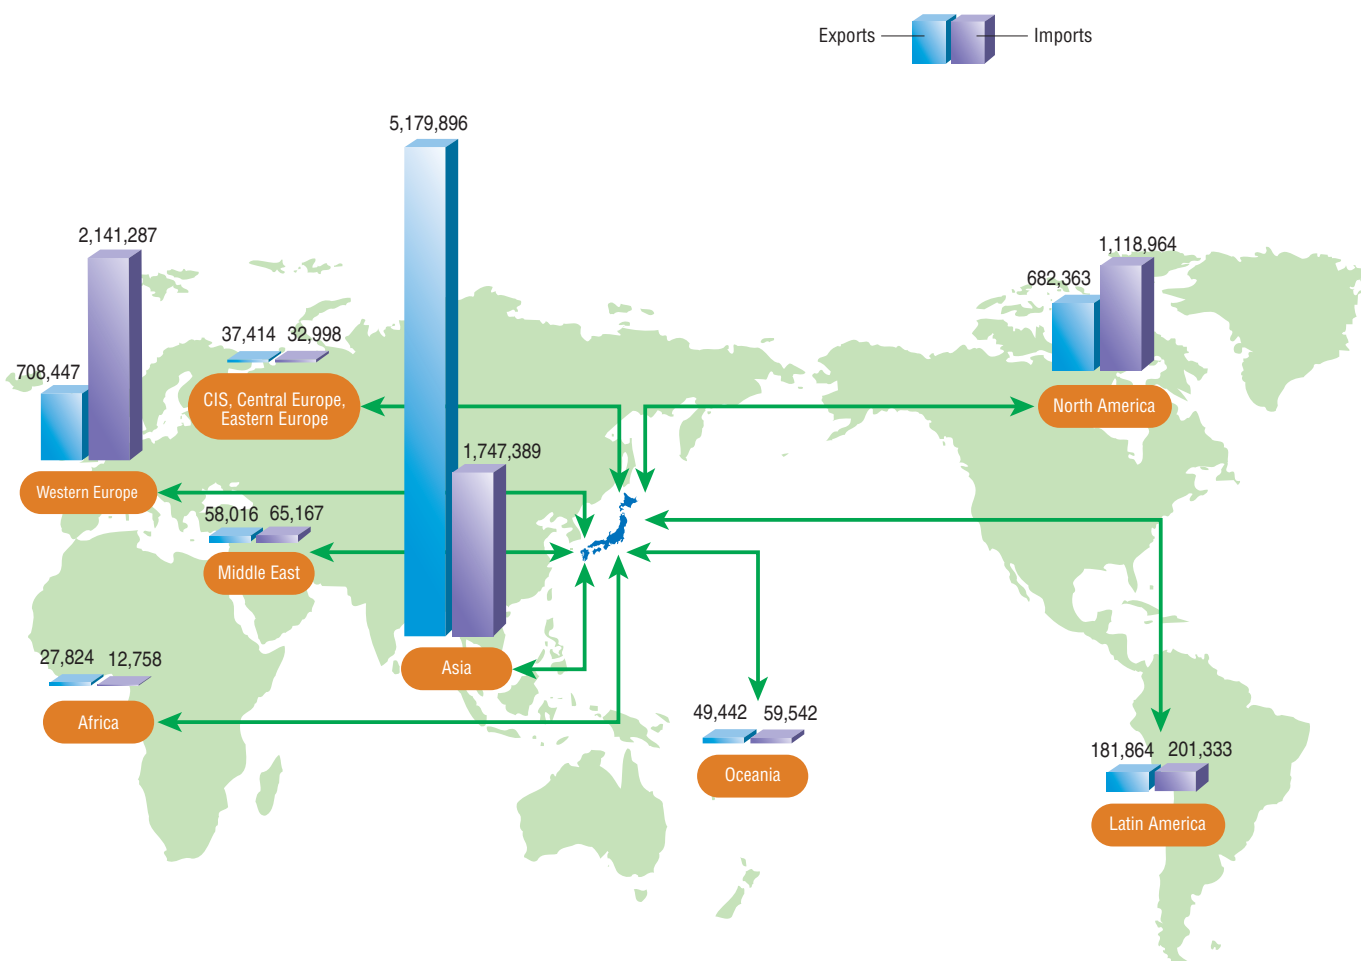 Exports
Imports
5,179,896
2,141,287
1,118,964
682,363
37,414
32,998
708,447
CIS, Central Europe,
Eastern Europe
North America
1,747,389
Western Europe
58,016
65,167
Middle East
27,824
12,758
Asia
Africa
49,442
59,542
Oceania
181,864
201,333
Latin America